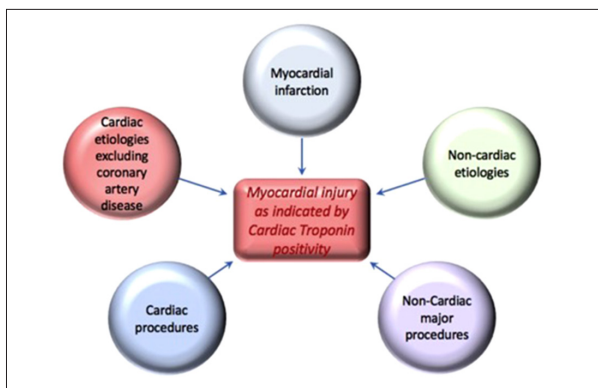 Myocardial
infarction
Cardiac
etiologies
excluding
coronary
artery
disease
Non-cardiac
etiologies
Myocardial injury
as indicated by
Cardiac Troponin
positivity
Cardiac
procedures
Non-Cardiac
major
procedures